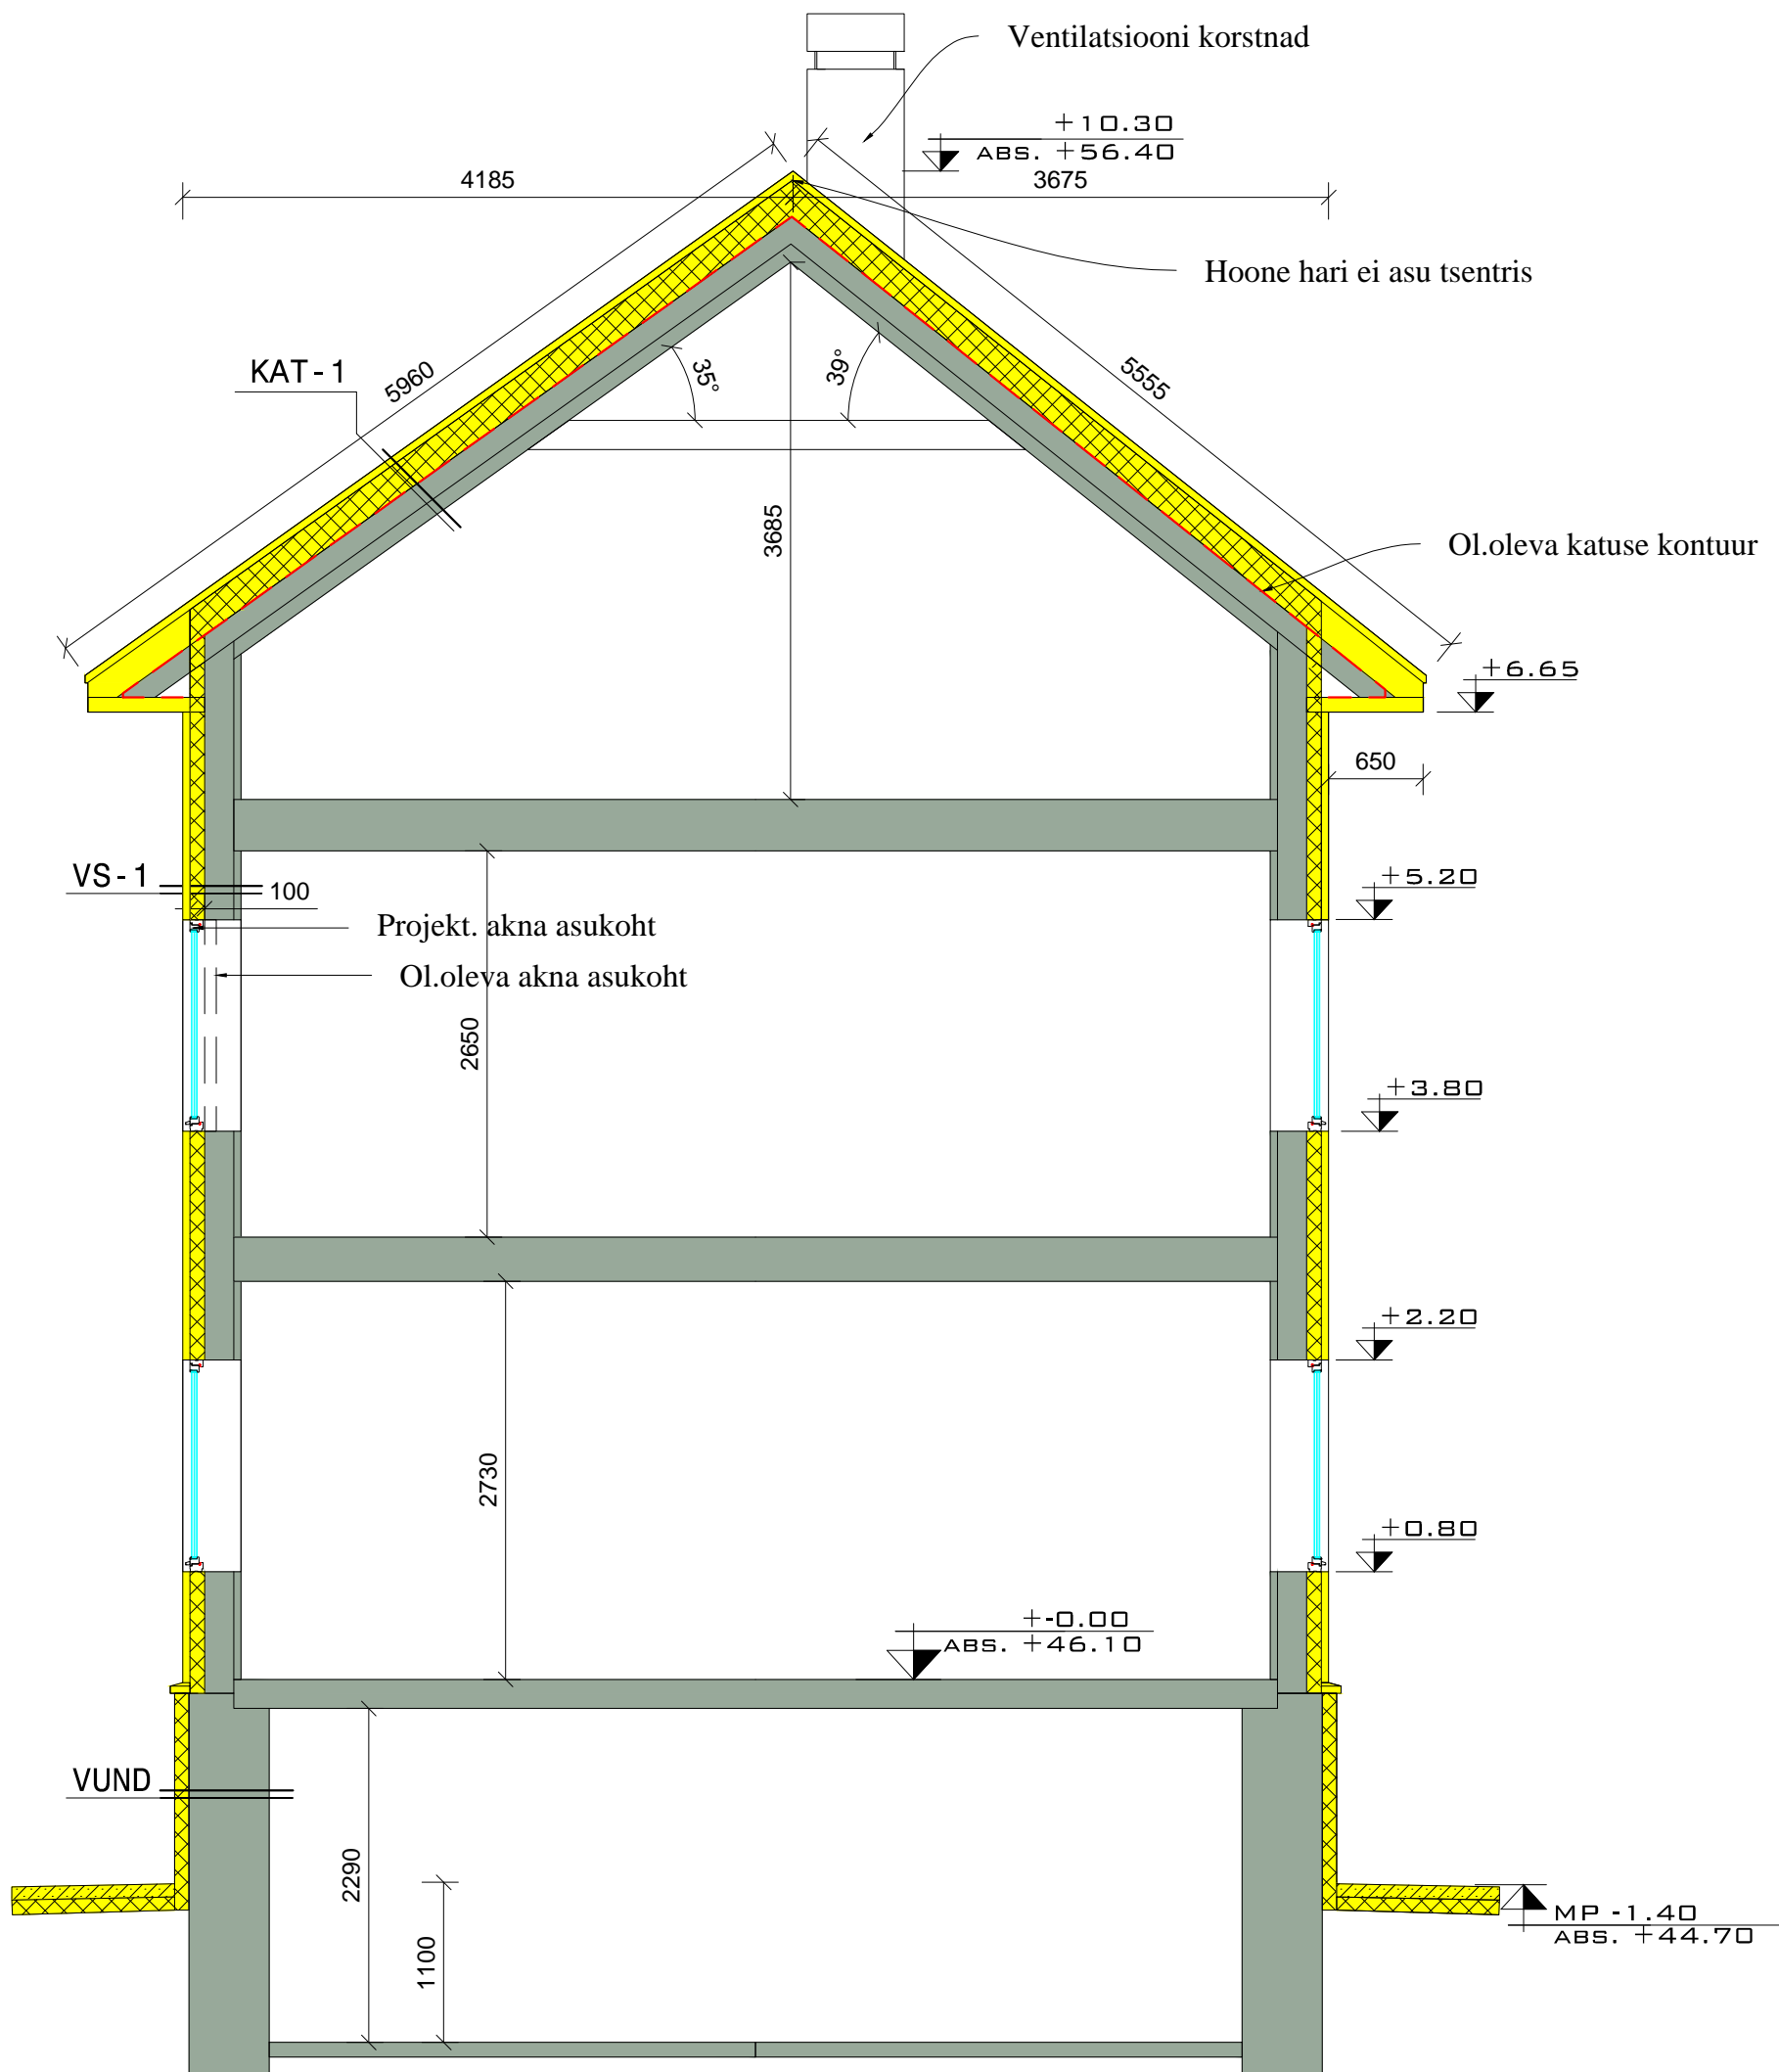 Ventilatsiooni korstnad
+10.30
ABS. +56.40
4185
3675
Hoone hari ei asu tsentris
KAT-1
5960
35°
39°
5555
3685
Ol.oleva katuse kontuur
+6.65
650
VS-1
100
+5.20
Projekt. akna asukoht
Ol.oleva akna asukoht
2650
+3.80
+2.20
2730
+0.80
+-0.00
ABS. +46.10
VUND
2290
1100
MP -1.40
ABS. +44.70